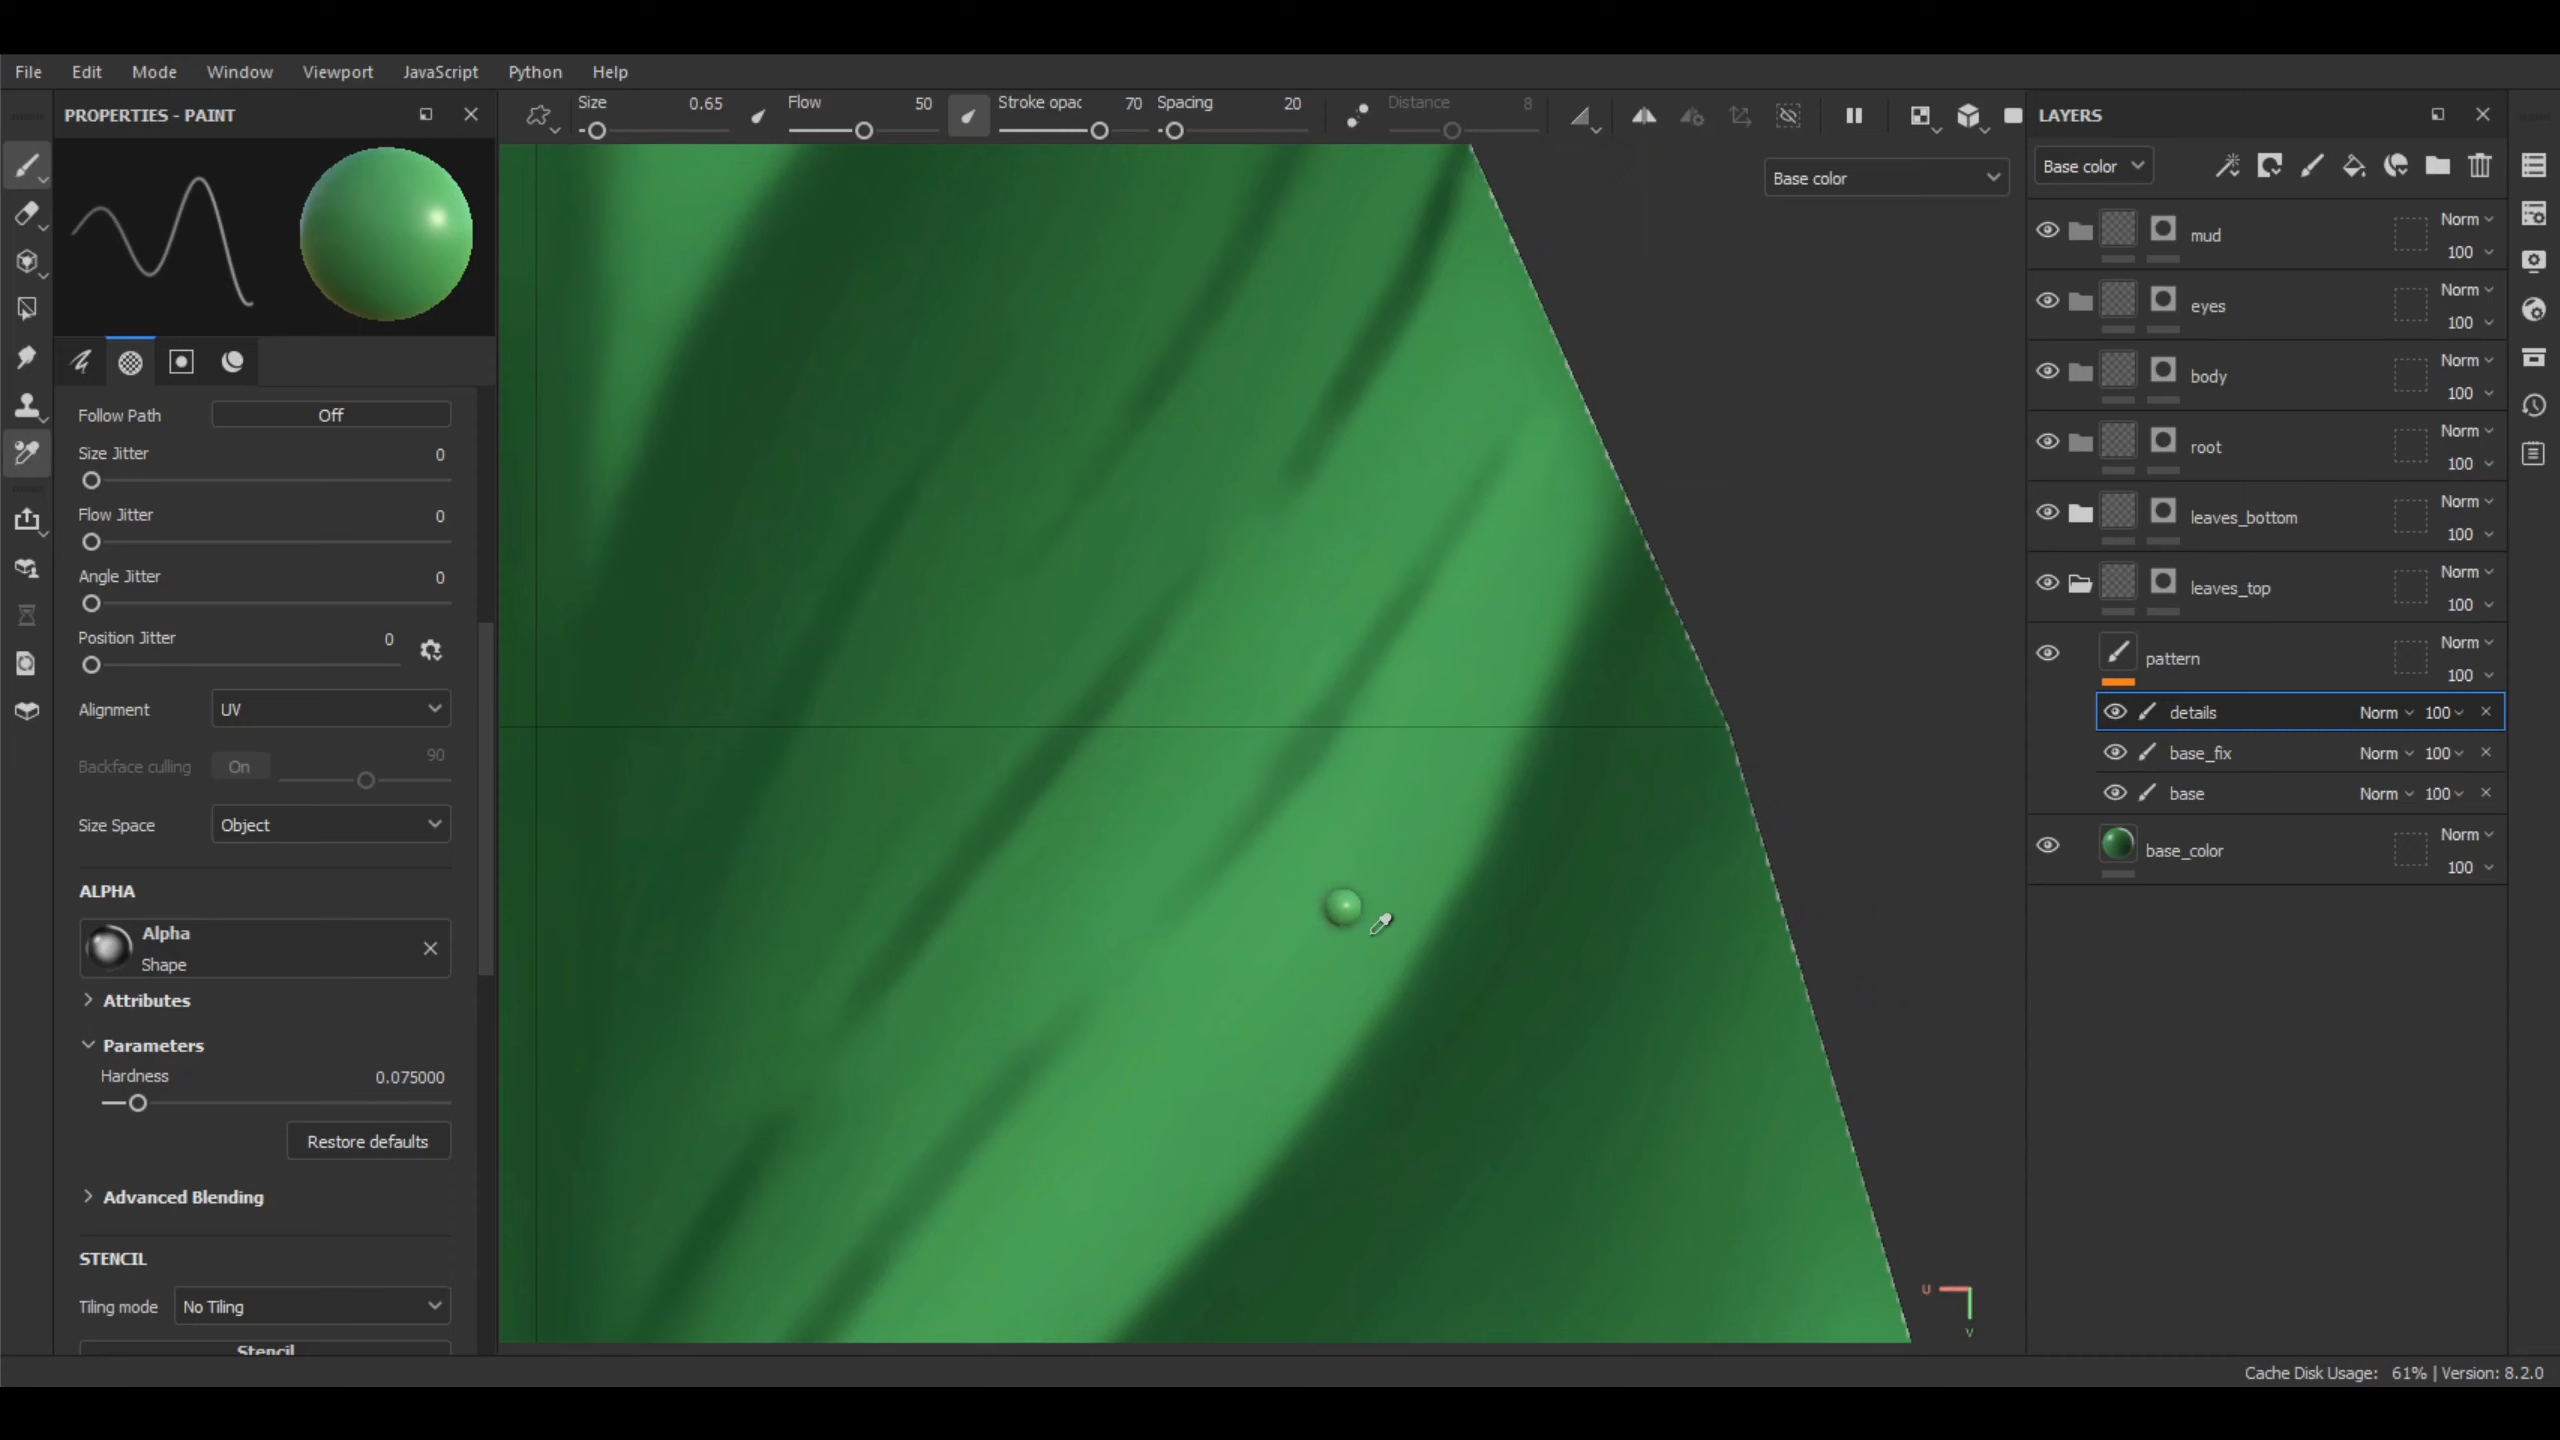 File Edit Mode Window Viewport JavaScript Python Help
PROPERTIES - PAINT
Size 0.65 Flow 50 Stroke opac 70 Spacing 20 Distance 8
Base color
Follow Path Off
Size Jitter 0
Flow Jitter 0
Angle Jitter 0
Position Jitter 0
Alignment UV
Backface culling On 90
Size Space Object
ALPHA
Alpha
Shape
Attributes
Parameters
Hardness 0.075000
Restore defaults
Advanced Blending
STENCIL
Tiling mode No Tiling
Stencil
U
V
LAYERS
Base color
mud Norm 100
eyes Norm 100
body Norm 100
root Norm 100
leaves_bottom Norm 100
leaves_top Norm 100
pattern Norm 100
details Norm 100
base_fix Norm 100
base Norm 100
base_color Norm 100
Cache Disk Usage: 61% | Version: 8.2.0